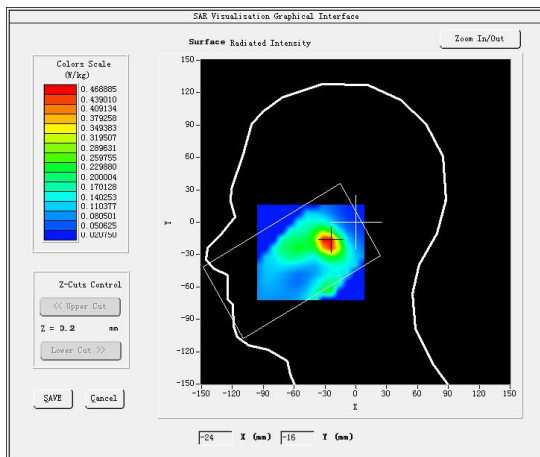 SAR Visualization Graphical Interface
Surface Radiated Intensity
Zoom In/Out
Colors Scale
(W/kg)
0.468885
0.439010
0.409134
0.379258
0.349383
0.319507
0.289631
0.259755
0.229880
0.200004
0.170128
0.140253
0.110377
0.080501
0.050625
0.020750
Z-Cuts Control
<< Upper Cut
Z = 3.2 mm
Lower Cut >>
SAVE Cancel
150
120
90
60
30
0
-30
-60
-90
-120
-150
Y
-150 -120 -90 -60 -30 0 30 60 90 120 150
X
-24 X (mm) -16 Y (mm)